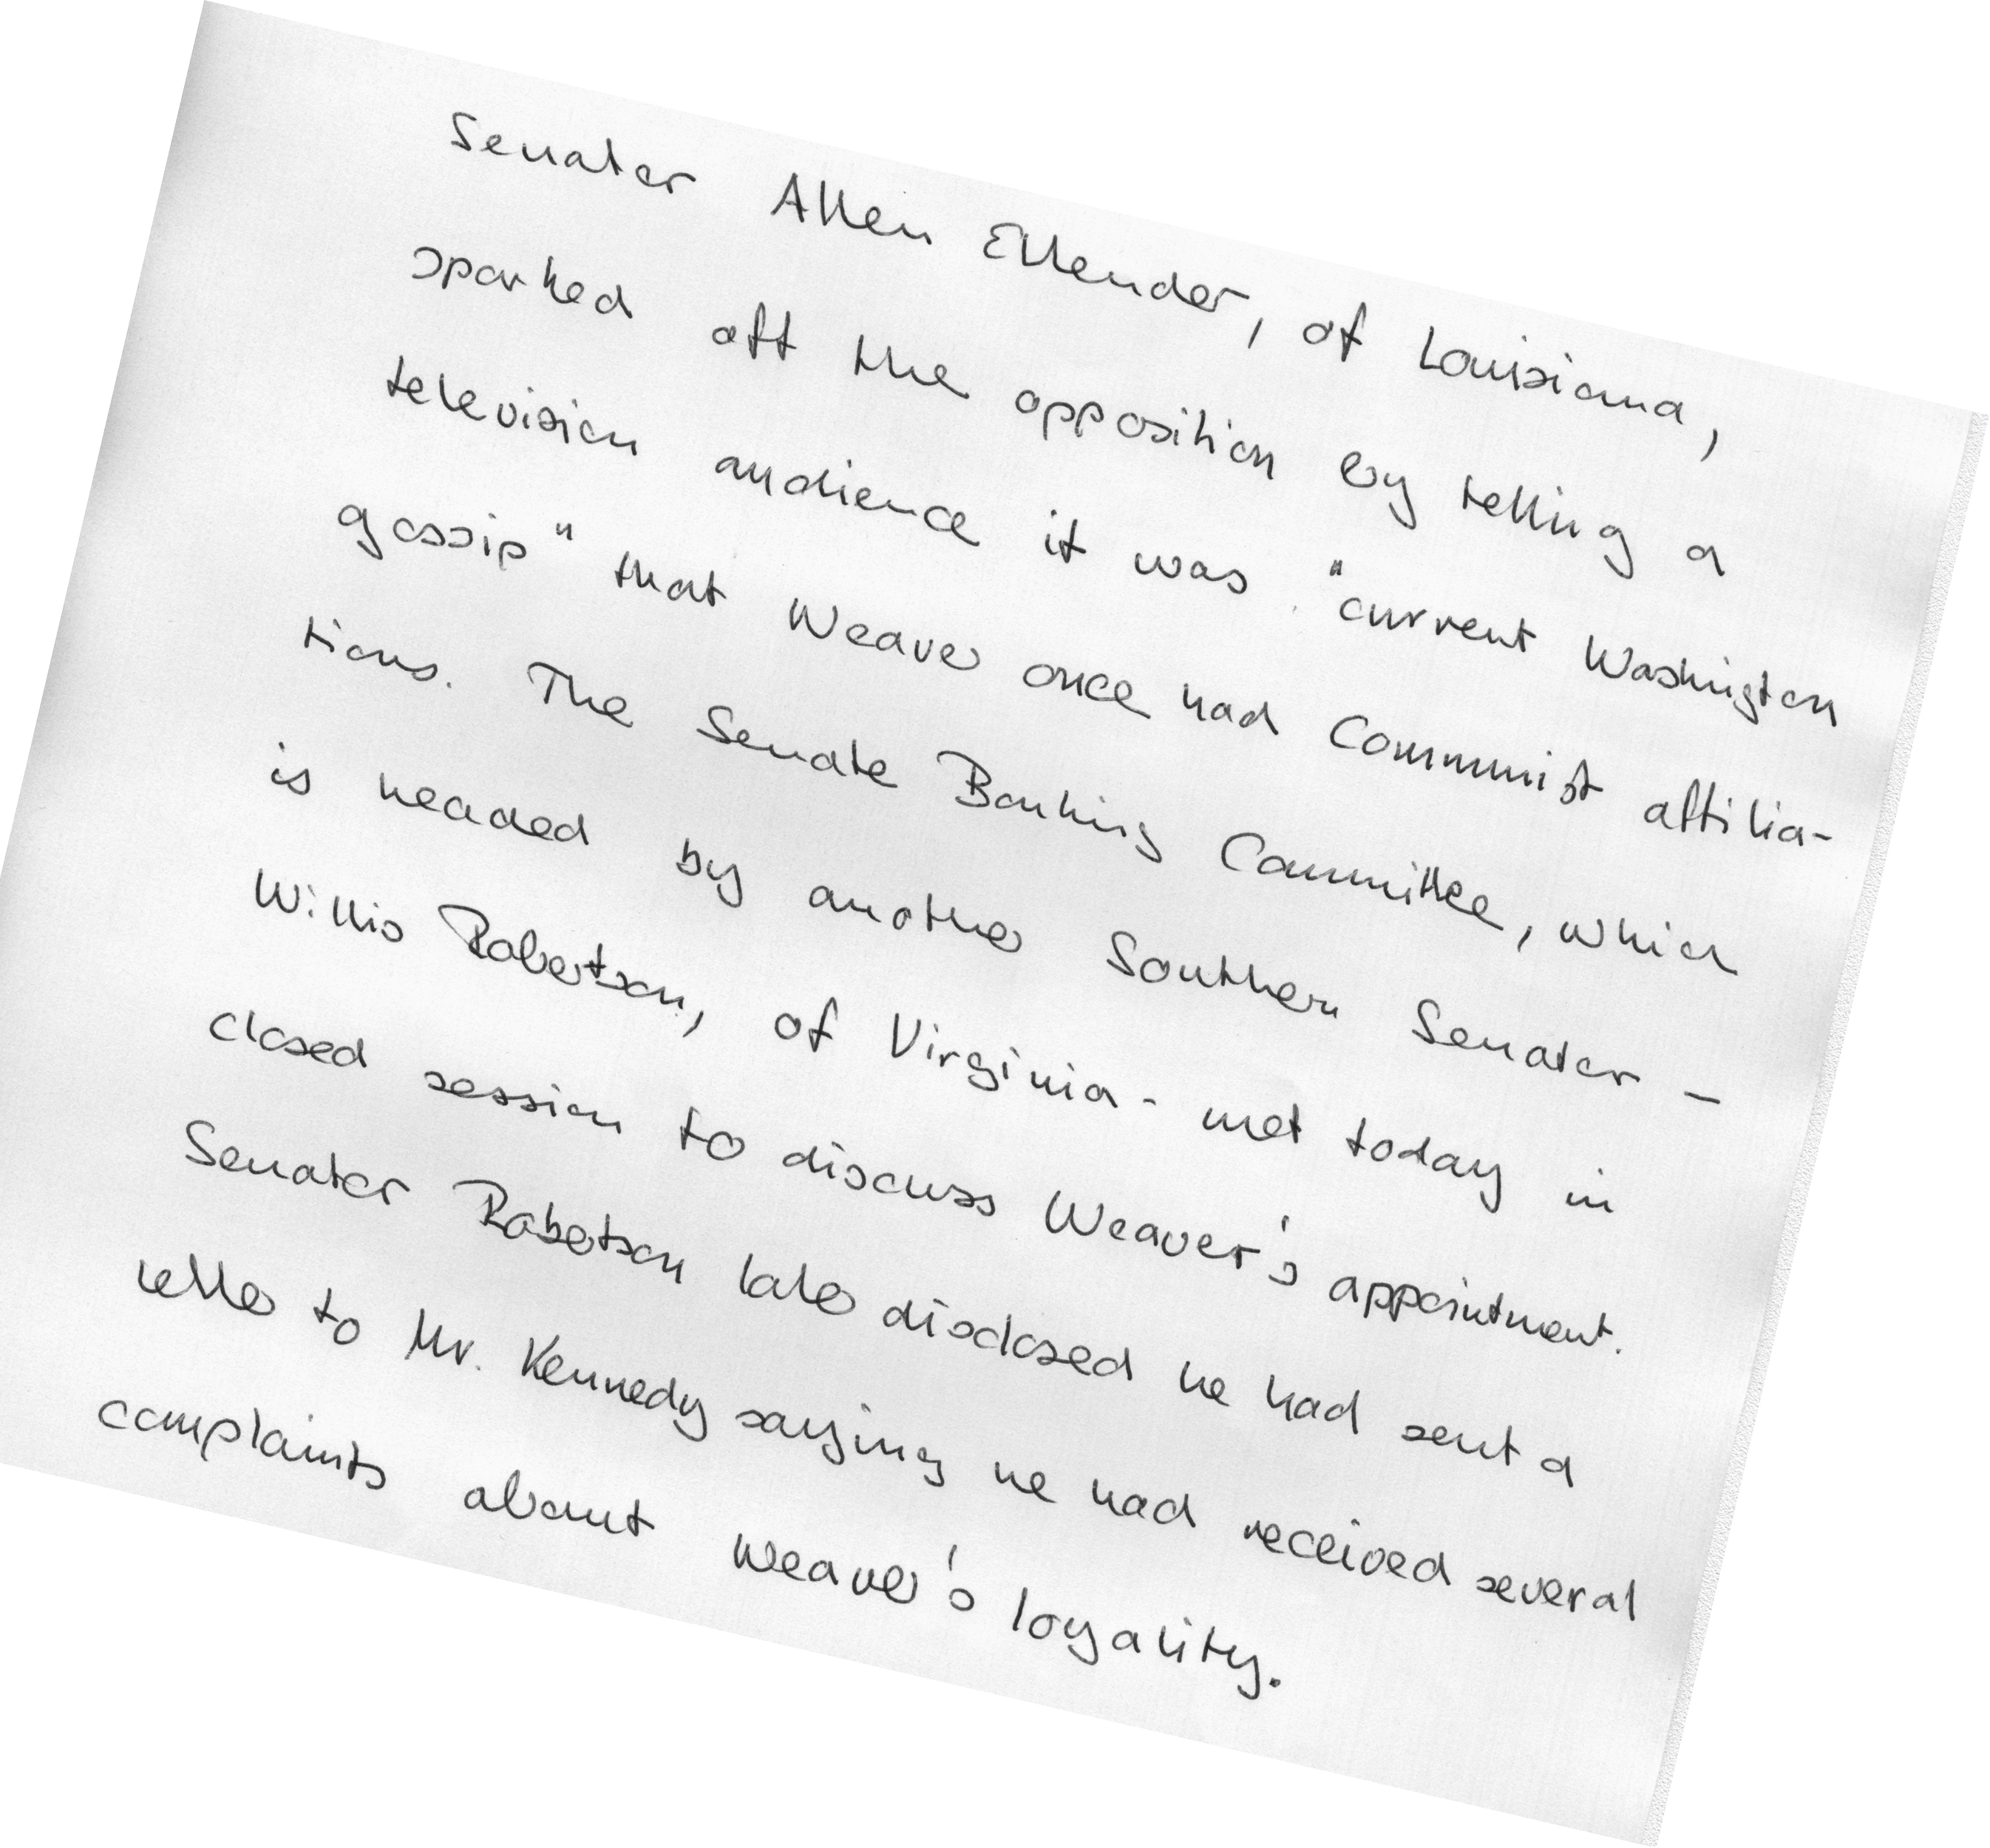 Senator Allen Ellender, of Louisiana,
sparked off the opposition by telling a
television audience it was "current Washington
gossip" that Weaver once had Communist affilia-
tions. The Senate Banking Committee, which
is headed by another Southern Senator -
Willis Robertson, of Virginia - met today in
closed session to discuss Weaver's appointment.
Senator Robertson later disclosed he had sent a
letter to Mr. Kennedy saying he had received several
complaints about Weaver's loyality.